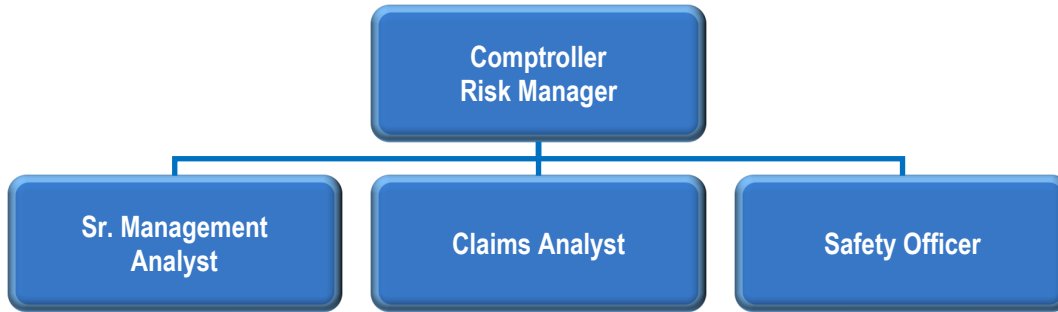 Comptroller
Risk Manager
Sr. Management
Analyst
Claims Analyst
Safety Officer